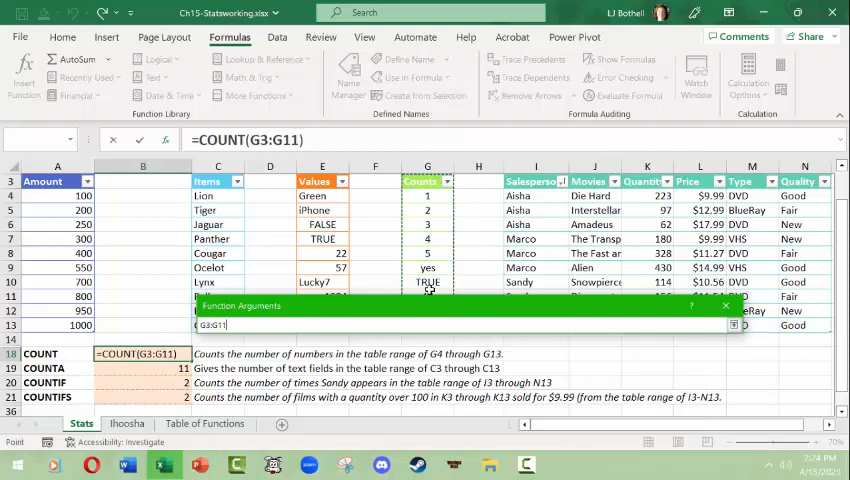 Ch15-Statsworking.xlsx
Search
LJ Bothell
File Home Insert Page Layout Formulas Data Review View Automate Help Acrobat Power Pivot Comments Share
Insert Function
AutoSum Logical Lookup & Reference
Recently Used Text Math & Trig
Financial Date & Time More Functions
Function Library
Name Manager
Define Name
Use in Formula
Create from Selection
Defined Names
Trace Precedents Show Formulas
Trace Dependents Error Checking
Remove Arrows
Formula Auditing
Watch Window
Calculation Options
Calculation
=COUNT(G3:G11)
A B C D E F G H I J K L M N
3 Amount Items Values Counts Salesperso Movies Quantit Price Type Quality
4 100 Lion Green 1 Aisha Die Hard 223 $9.99 DVD Good
5 200 Tiger iPhone 2 Aisha Interstellar 97 $12.99 BlueRay Fair
6 250 Jaguar FALSE 3 Aisha Amadeus 62 $17.99 DVD New
7 300 Panther TRUE 4 Marco The Transp 180 $9.99 VHS New
8 400 Cougar 22 5 Marco The Fast ar 328 $11.27 DVD Fair
9 550 Ocelot 57 yes Marco Alien 430 $14.99 VHS Good
10 700 Lynx Lucky7 TRUE Sandy Snowpierce 114 $10.56 DVD Good
11 800
12 950
13 1000
Function Arguments ?
G3:G11
14
18 COUNT =COUNT(G3:G11) Counts the number of numbers in the table range of G4 through G13.
19 COUNTA 11 Gives the number of text fields in the table range of C3 through C13
20 COUNTIF 2 Counts the number of times Sandy appears in the table range of I3 through N13
21 COUNTIFS 2 Counts the number of films with a quantity over 100 in K3 through K13 sold for $9.99 (from the table range of I3-N13.
36
Stats Ihoosha Table of Functions
Point Accessibility: Investigate 70%
2:24 PM
4/15/2023